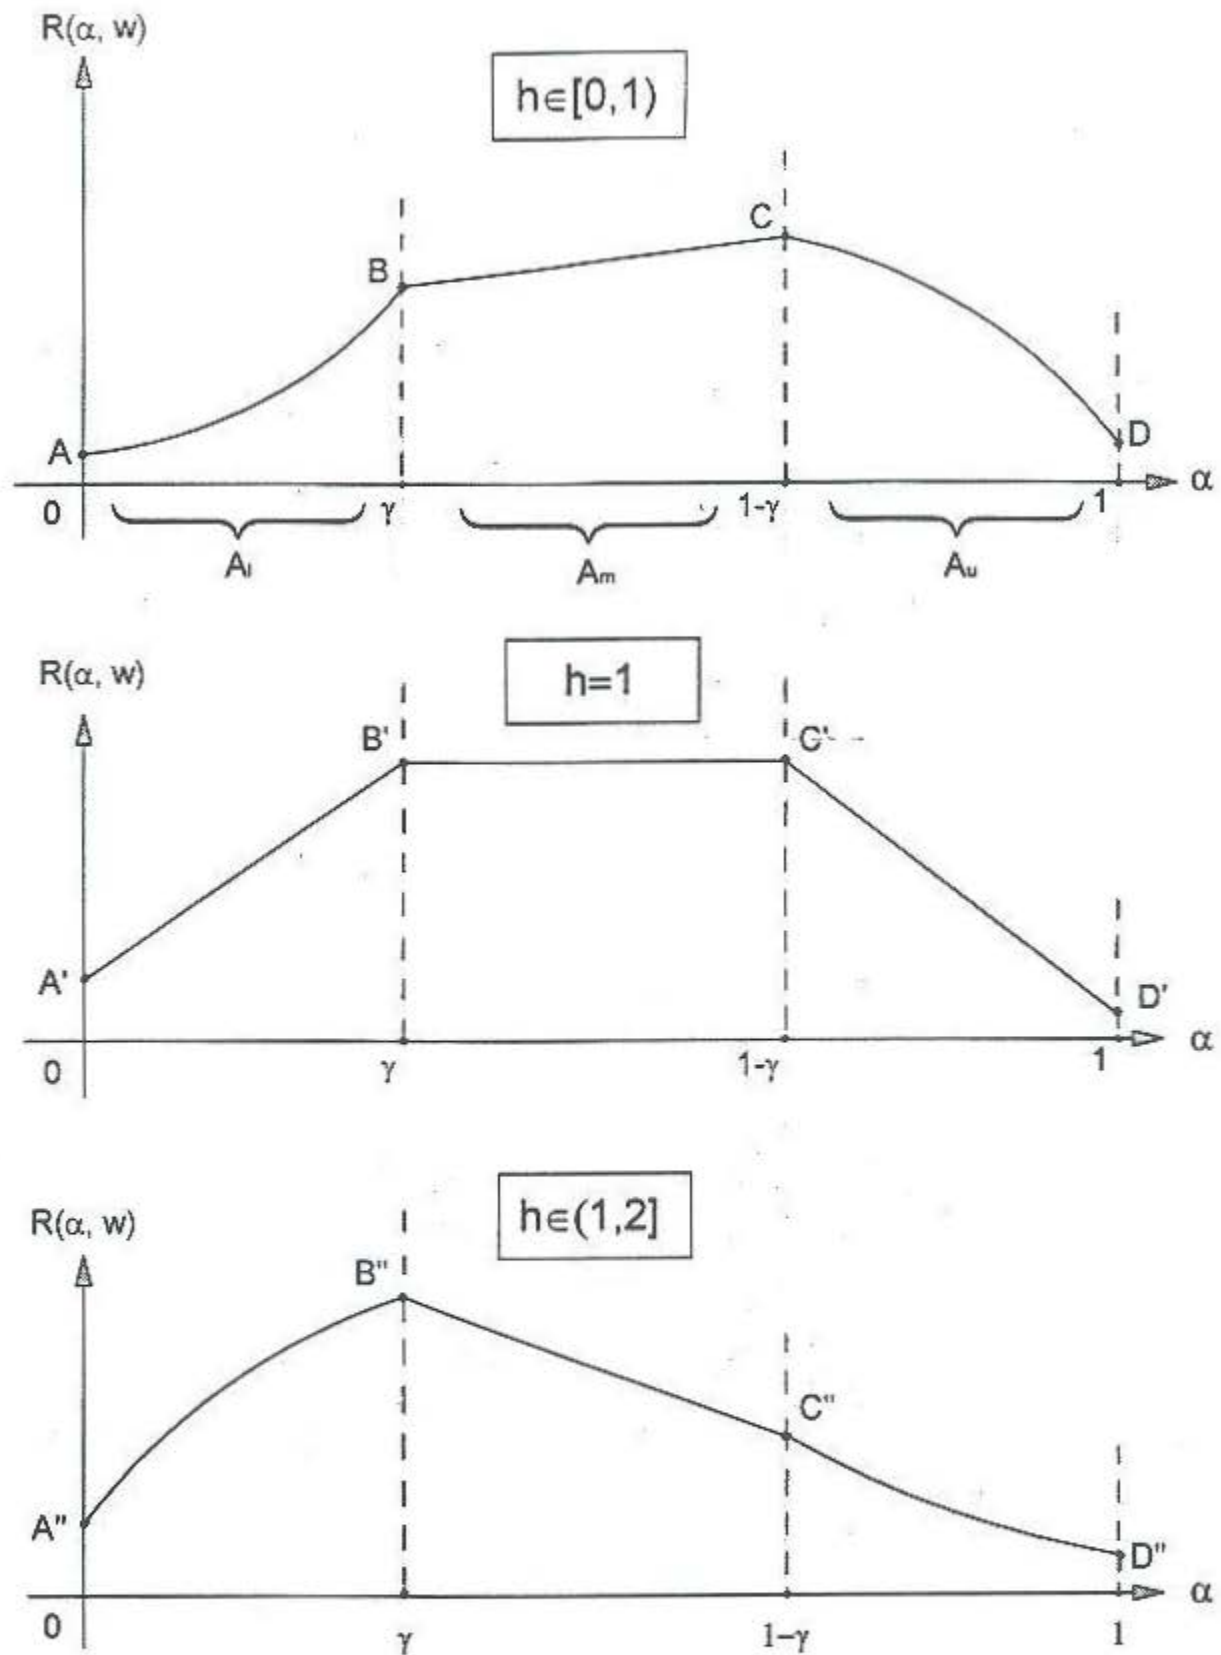 R(α, w)
h∈[0,1)
C
B
A
D
α
0
γ
1-γ
1
Aₗ
Aₘ
Aᵤ
R(α, w)
h=1
B'
C'
A'
D'
α
0
γ
1-γ
1
R(α, w)
h∈(1,2]
B"
C"
A"
D"
α
0
γ
1−γ
1